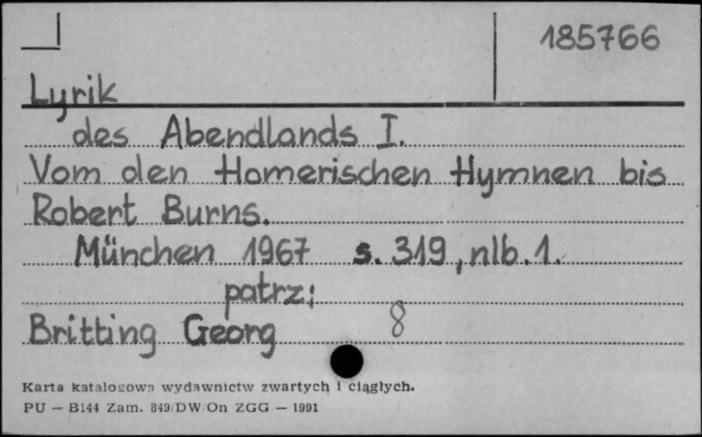 185766
Lyrik
des Abendlands I.
Vom den Homerischen Hymnen bis
Robert Burns.
München 1967 s. 319, nlb. 1.
patrz:
Britting Georg 8
Karta katalogowa wydawnictw zwartych i ciągłych.
PU — B144 Zam. 849/DW/On ZGG — 1991